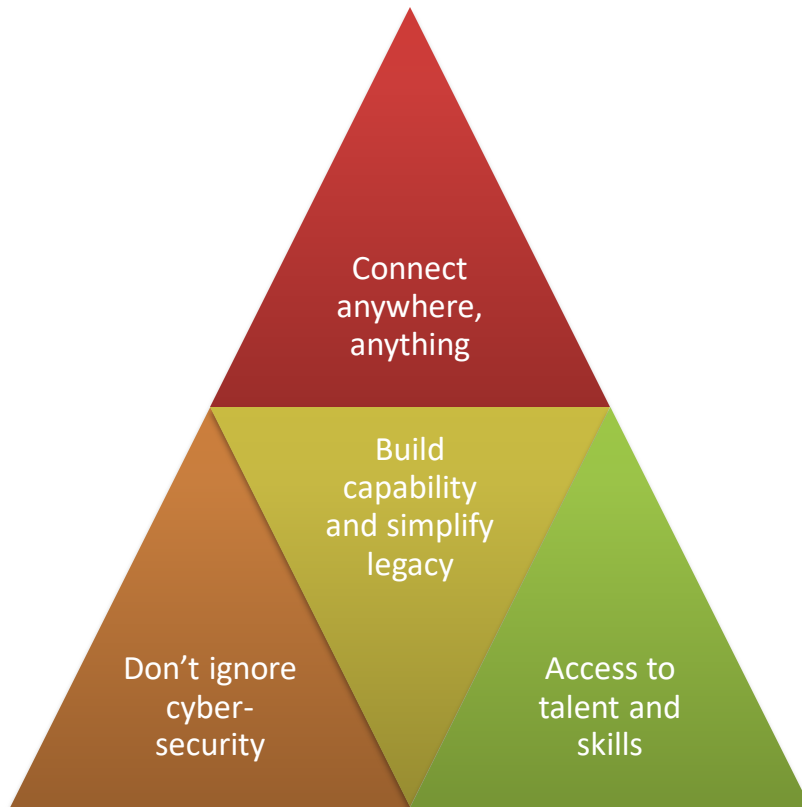 Connect
anywhere,
anything
Build
capability
and simplify
legacy
Don’t ignore
cyber-
security
Access to
talent and
skills